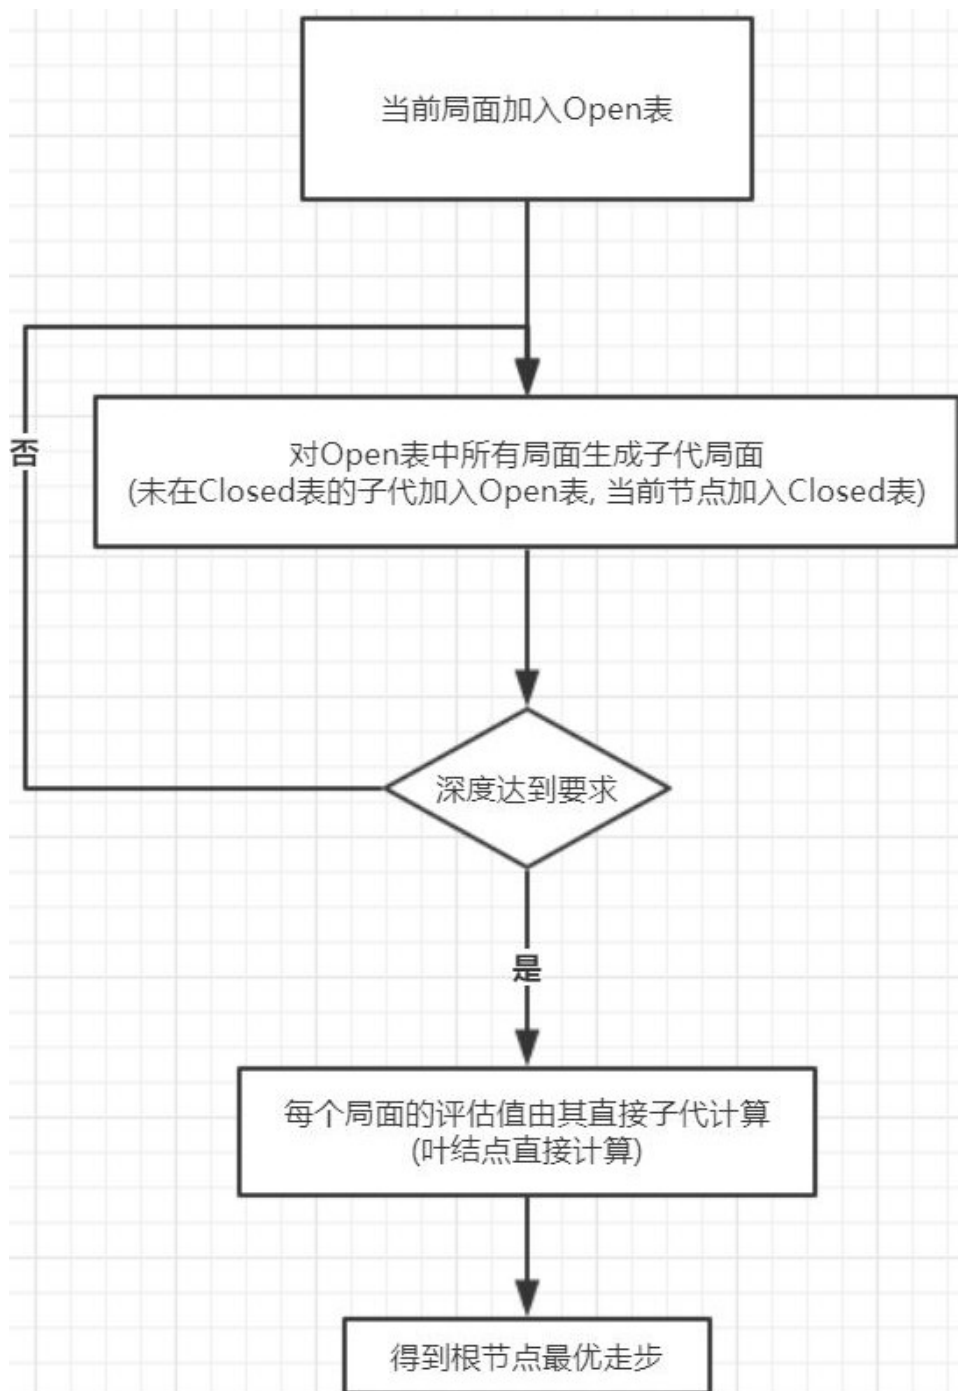 当前局面加入Open表
否
对Open表中所有局面生成子代局面
(未在Closed表的子代加入Open表, 当前节点加入Closed表)
深度达到要求
是
每个局面的评估值由其直接子代计算
(叶结点直接计算)
得到根节点最优走步